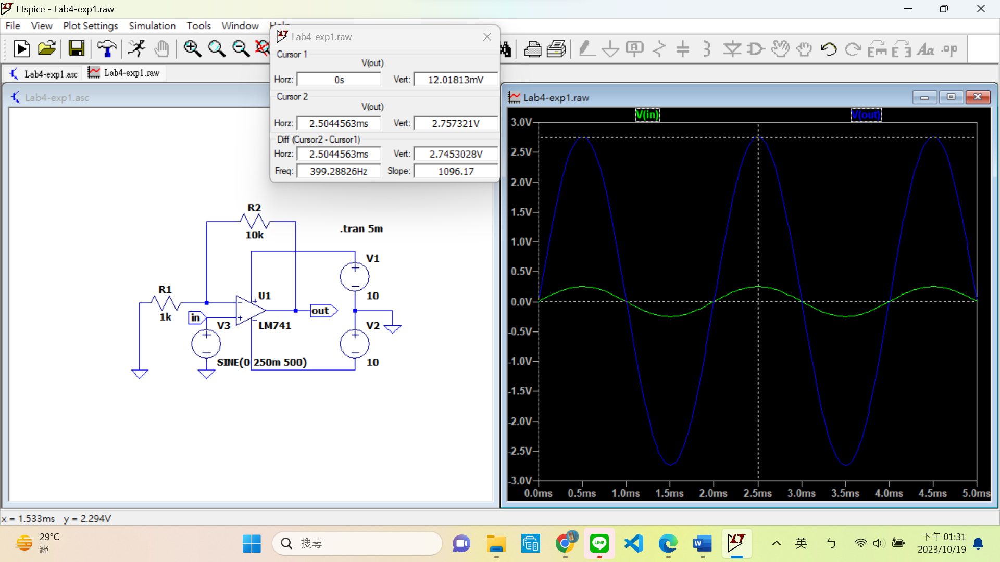 LTspice - Lab4-exp1.raw
File View Plot Settings Simulation Tools Window Help
Lab4-exp1.asc Lab4-exp1.raw
Lab4-exp1.asc
R2
10k
.tran 5m
V1
10
R1
1k
U1
in
out
V3
LM741
V2
10
SINE(0 250m 500)
Lab4-exp1.raw
Cursor 1
V(out)
Horz: 0s Vert: 12.01813mV
Cursor 2
V(out)
Horz: 2.5044563ms Vert: 2.757321V
Diff (Cursor2 - Cursor1)
Horz: 2.5044563ms Vert: 2.7453028V
Freq: 399.28826Hz Slope: 1096.17
Lab4-exp1.raw
V(in) V(out)
3.0V
2.5V
2.0V
1.5V
1.0V
0.5V
0.0V
-0.5V
-1.0V
-1.5V
-2.0V
-2.5V
-3.0V
0.0ms 0.5ms 1.0ms 1.5ms 2.0ms 2.5ms 3.0ms 3.5ms 4.0ms 4.5ms 5.0ms
x = 1.533ms y = 2.294V
29°C
霾
搜尋
LINE
W
英
ㄣ
下午 01:31
2023/10/19